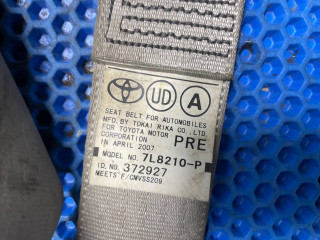 UD A
SEAT BELT FOR AUTOMOBILES
MFD. BY TOKAI RIKA CO., LTD.
FOR TOYOTA MOTOR
CORPORATION PRE
IN APRIL 2007
MODEL NO. 7L8210-P
ID.NO. 372927
MEETS F/CMVSS209